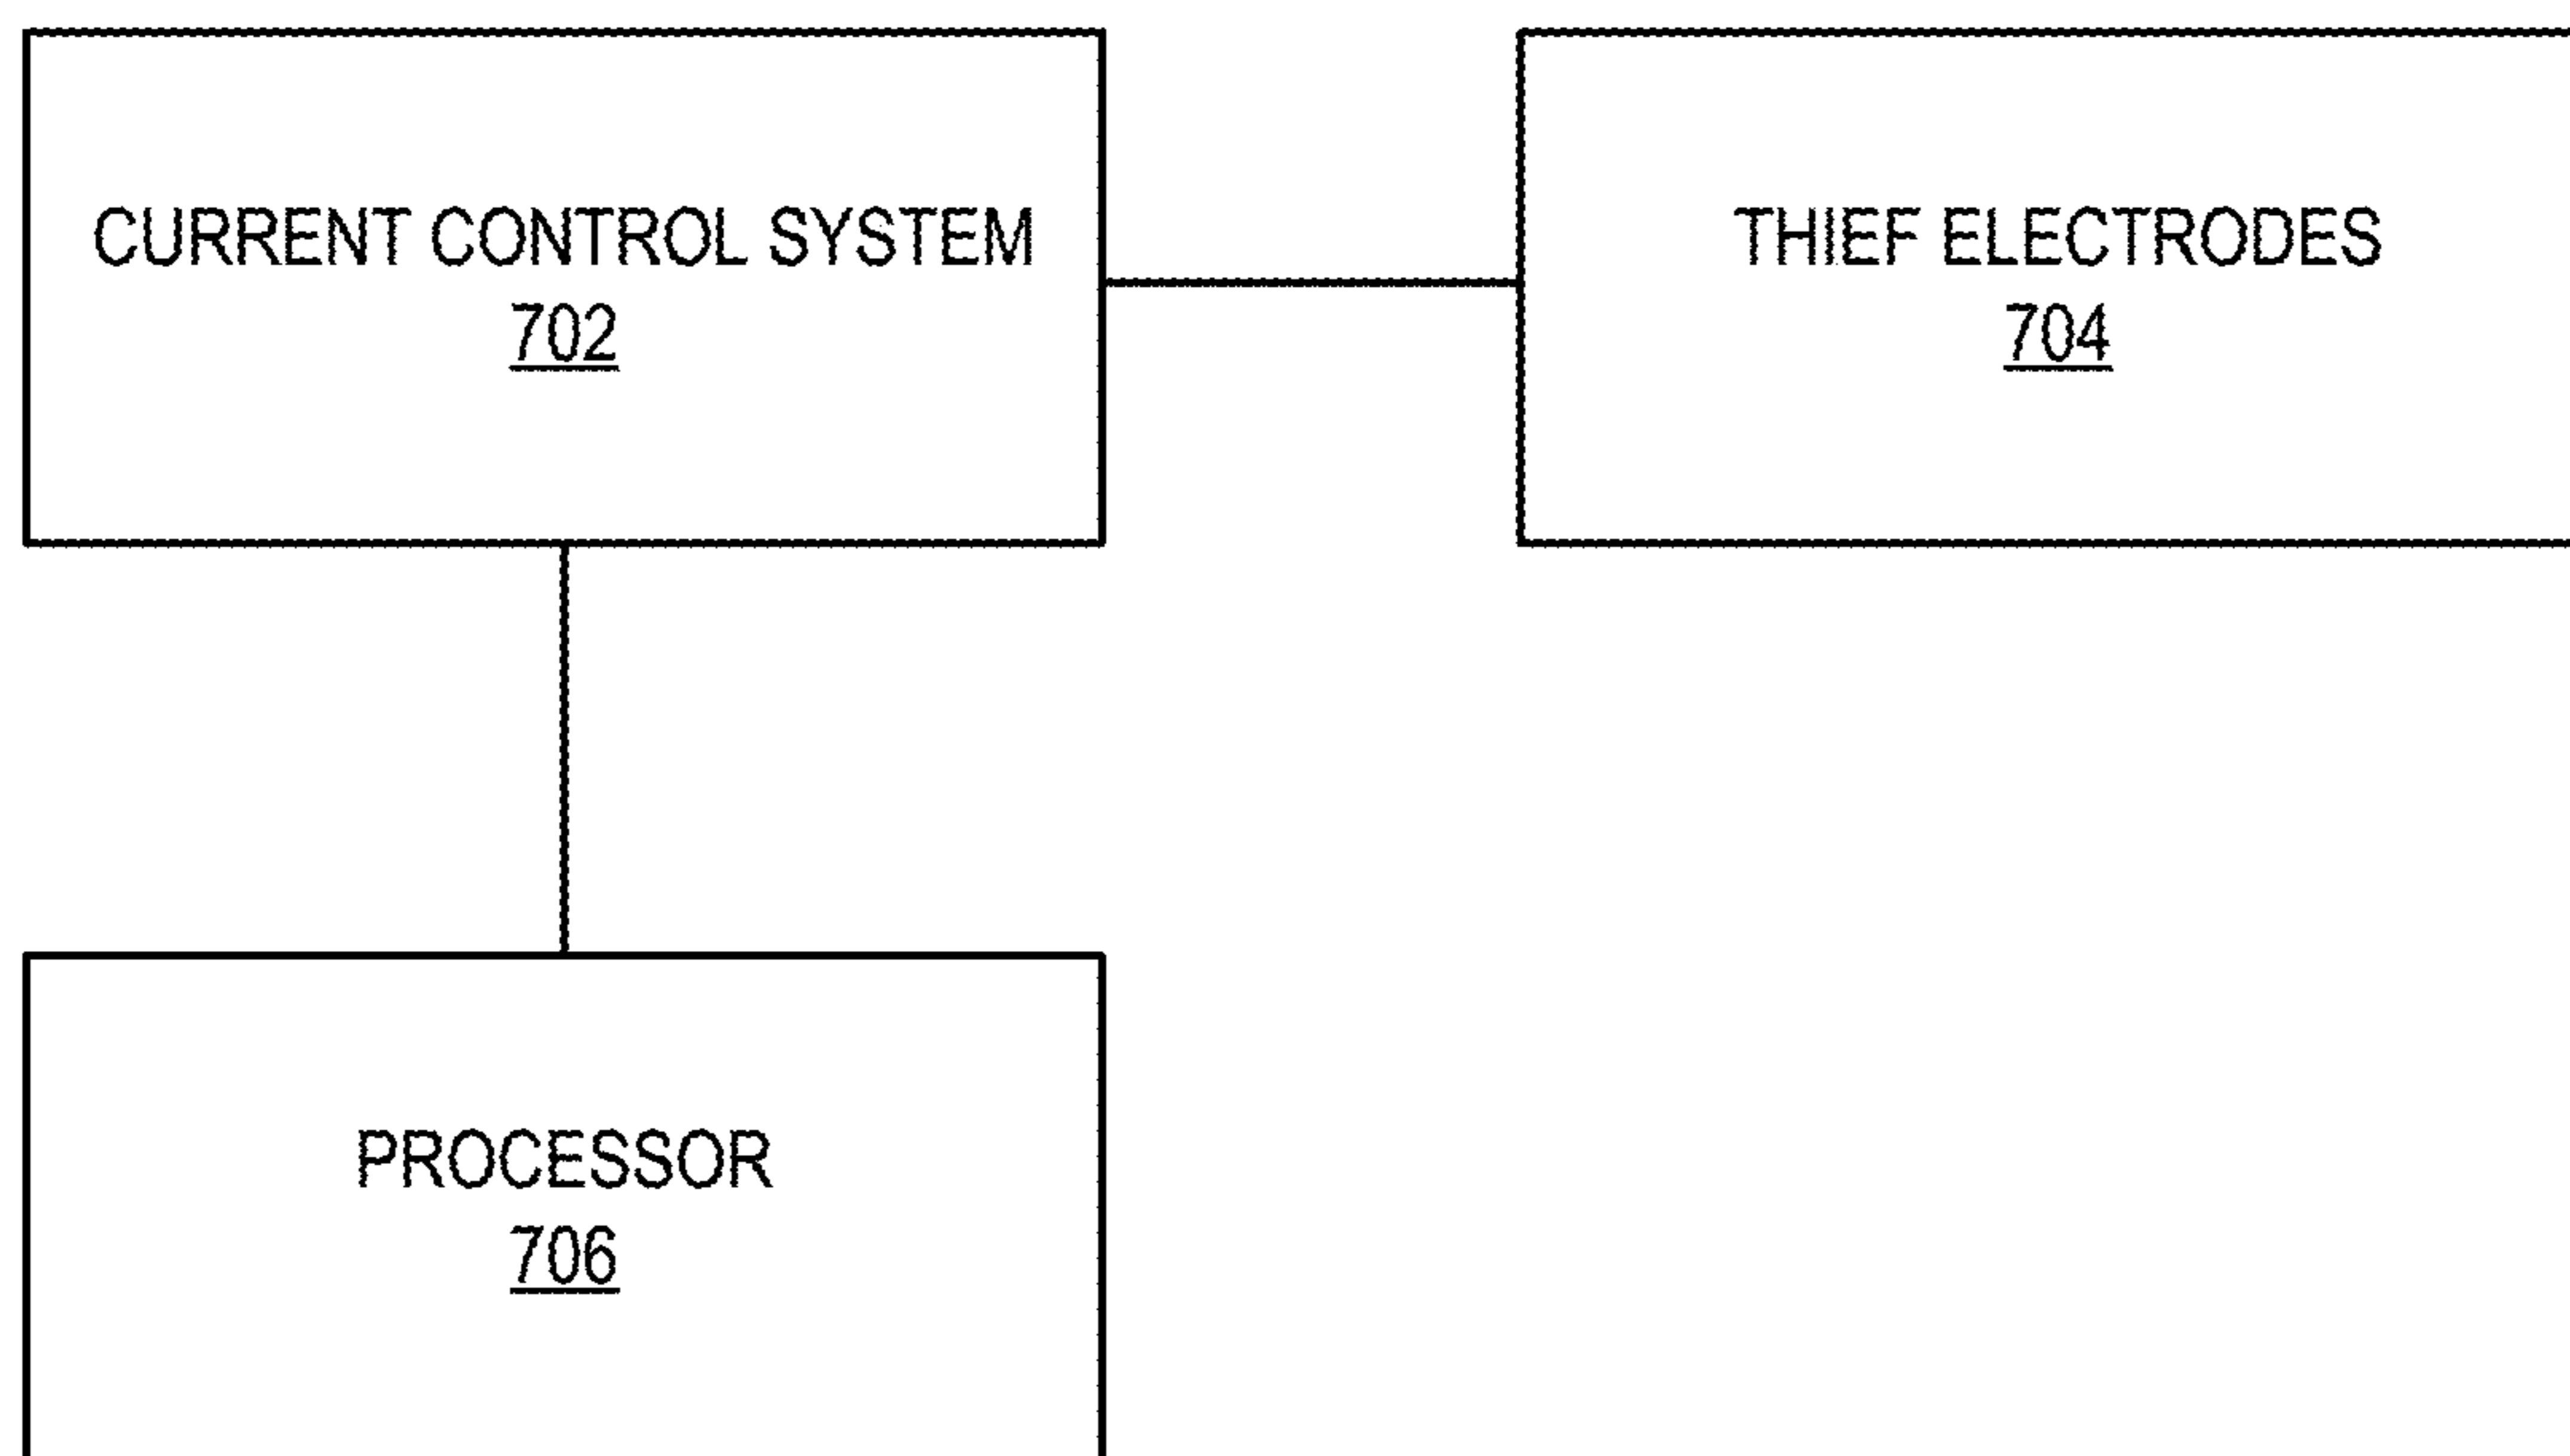 CURRENT CONTROL SYSTEM
702
THIEF ELECTRODES
704
PROCESSOR
706